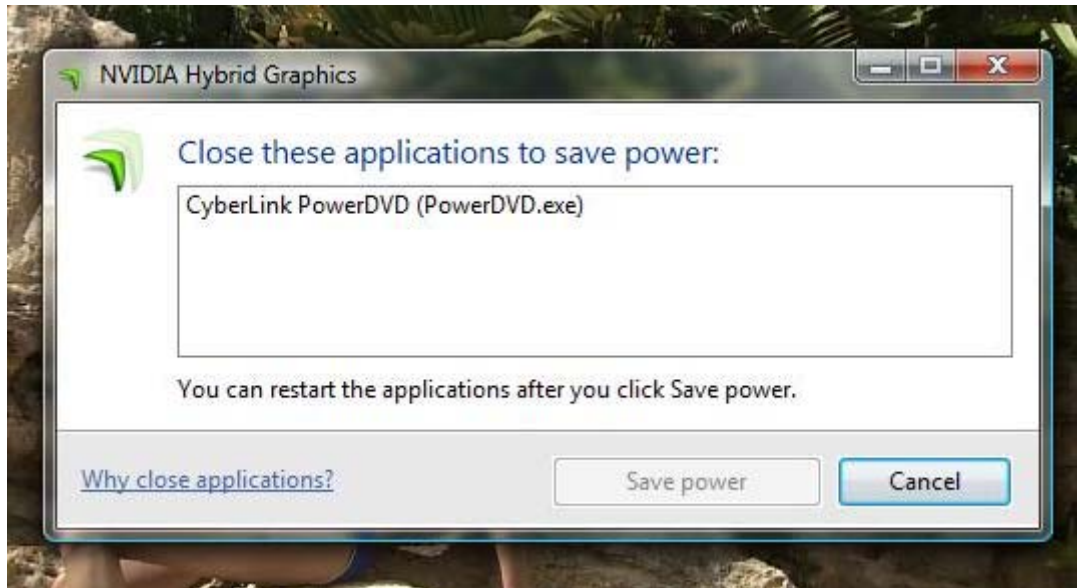 NVIDIA Hybrid Graphics
Close these applications to save power:
CyberLink PowerDVD (PowerDVD.exe)
You can restart the applications after you click Save power.
Why close applications?
Save power
Cancel